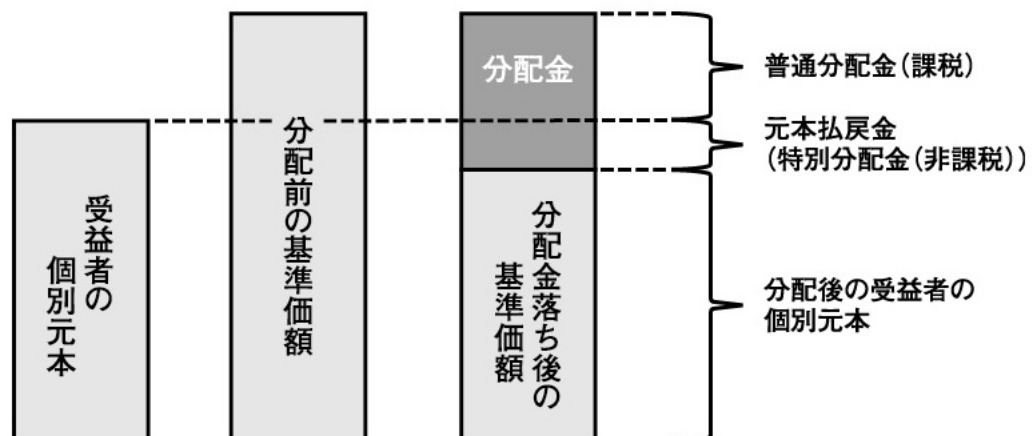 受益者の
個別元本
分配前の基準価額
分配金
分配金落ち後の
基準価額
普通分配金(課税)
元本払戻金
(特別分配金(非課税))
分配後の受益者の
個別元本